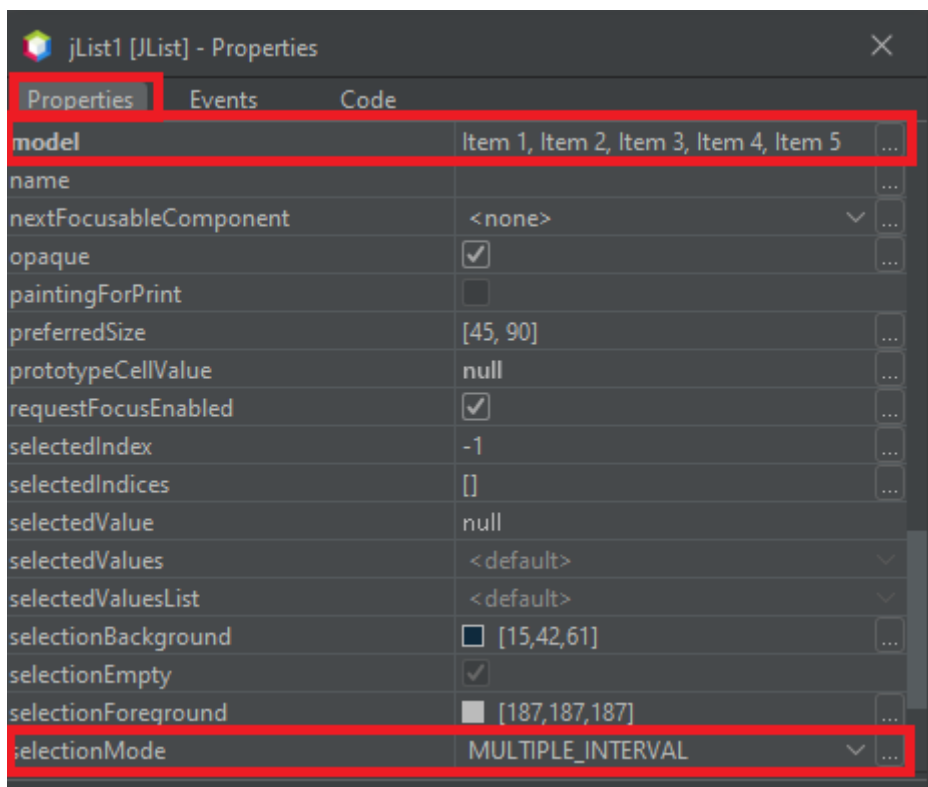 jList1 [JList] - Properties
Properties Events Code
model Item 1, Item 2, Item 3, Item 4, Item 5 ...
name ...
nextFocusableComponent <none> ...
opaque ...
paintingForPrint
preferredSize [45, 90] ...
prototypeCellValue null ...
requestFocusEnabled ...
selectedIndex -1 ...
selectedIndices [] ...
selectedValue null
selectedValues <default>
selectedValuesList <default>
selectionBackground [15,42,61] ...
selectionEmpty
selectionForeground [187,187,187] ...
selectionMode MULTIPLE_INTERVAL ...